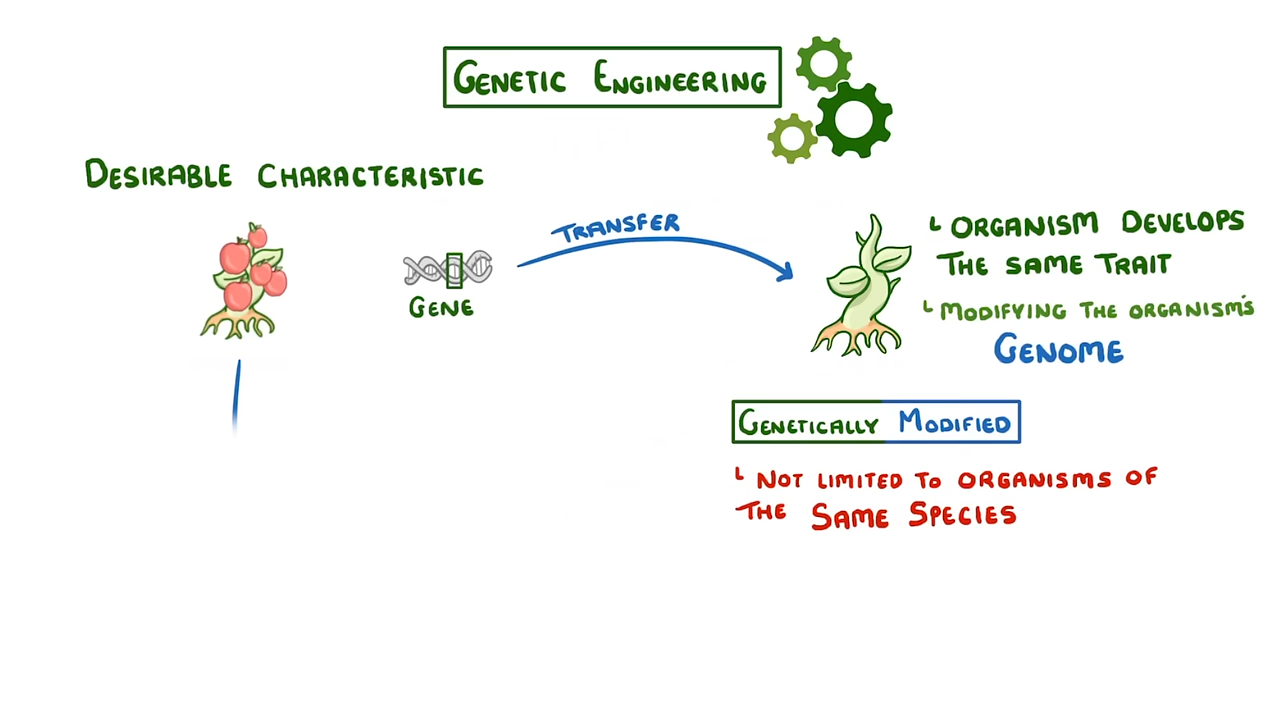 GENETIC ENGINEERING
DESIRABLE CHARACTERISTIC
TRANSFER
GENE
ORGANISM DEVELOPS
THE SAME TRAIT
MODIFYING THE ORGANISM'S
GENOME
GENETICALLY MODIFIED
NOT LIMITED TO ORGANISMS OF
THE SAME SPECIES